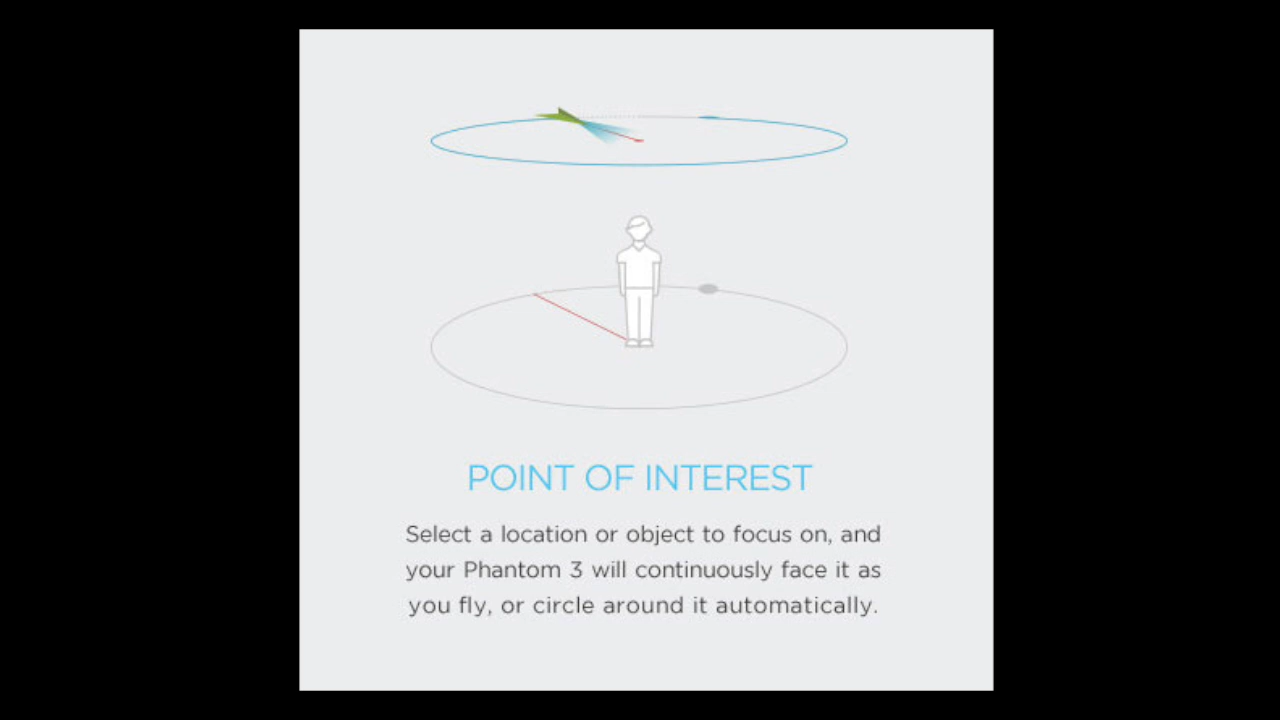 POINT OF INTEREST
Select a location or object to focus on, and
your Phantom 3 will continuously face it as
you fly, or circle around it automatically.